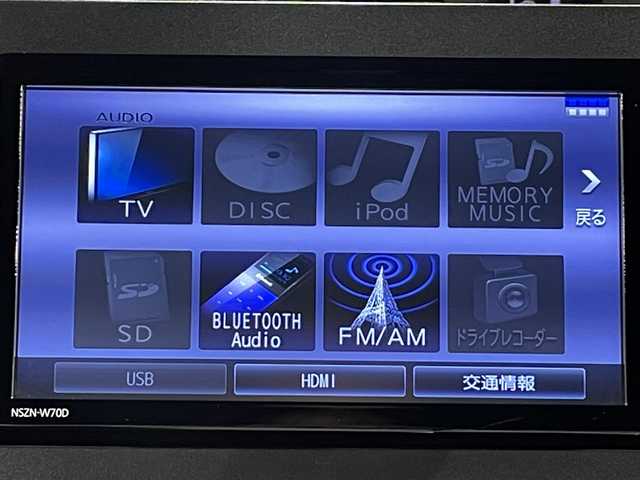 AUDIO
TV
DISC
iPod
MEMORY
MUSIC
戻る
SD
BLUETOOTH
Audio
FM/AM
ドライブレコーダー
USB
HDMI
交通情報
NSZN-W70D